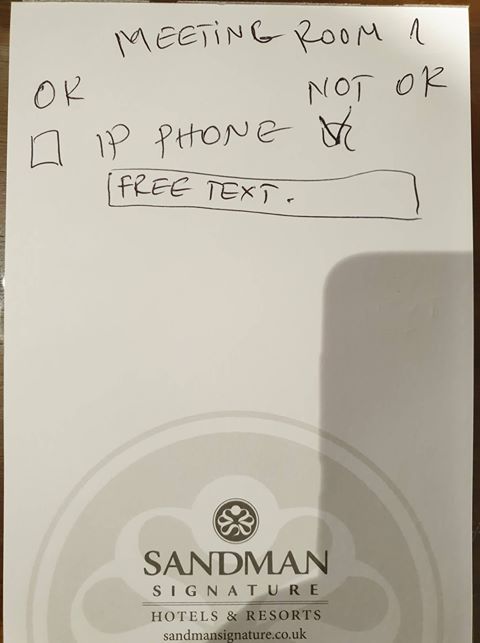 MEETING ROOM 1
OK NOT OK
IP PHONE
FREE TEXT.
SANDMAN
SIGNATURE
HOTELS & RESORTS
sandmansignature.co.uk